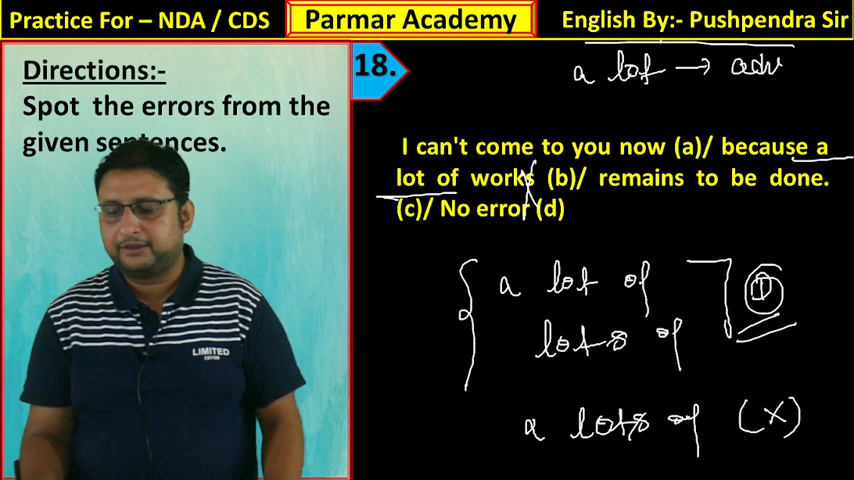 Practice For – NDA / CDS
Parmar Academy
English By:- Pushpendra Sir
Directions:-
Spot the errors from the
given sentences.
18.
a lot → adv
I can't come to you now (a)/ because a
lot of works (b)/ remains to be done.
(c)/ No error (d)
a lot of
lots of
①
a lots of (X)
LIMITED
EDITION